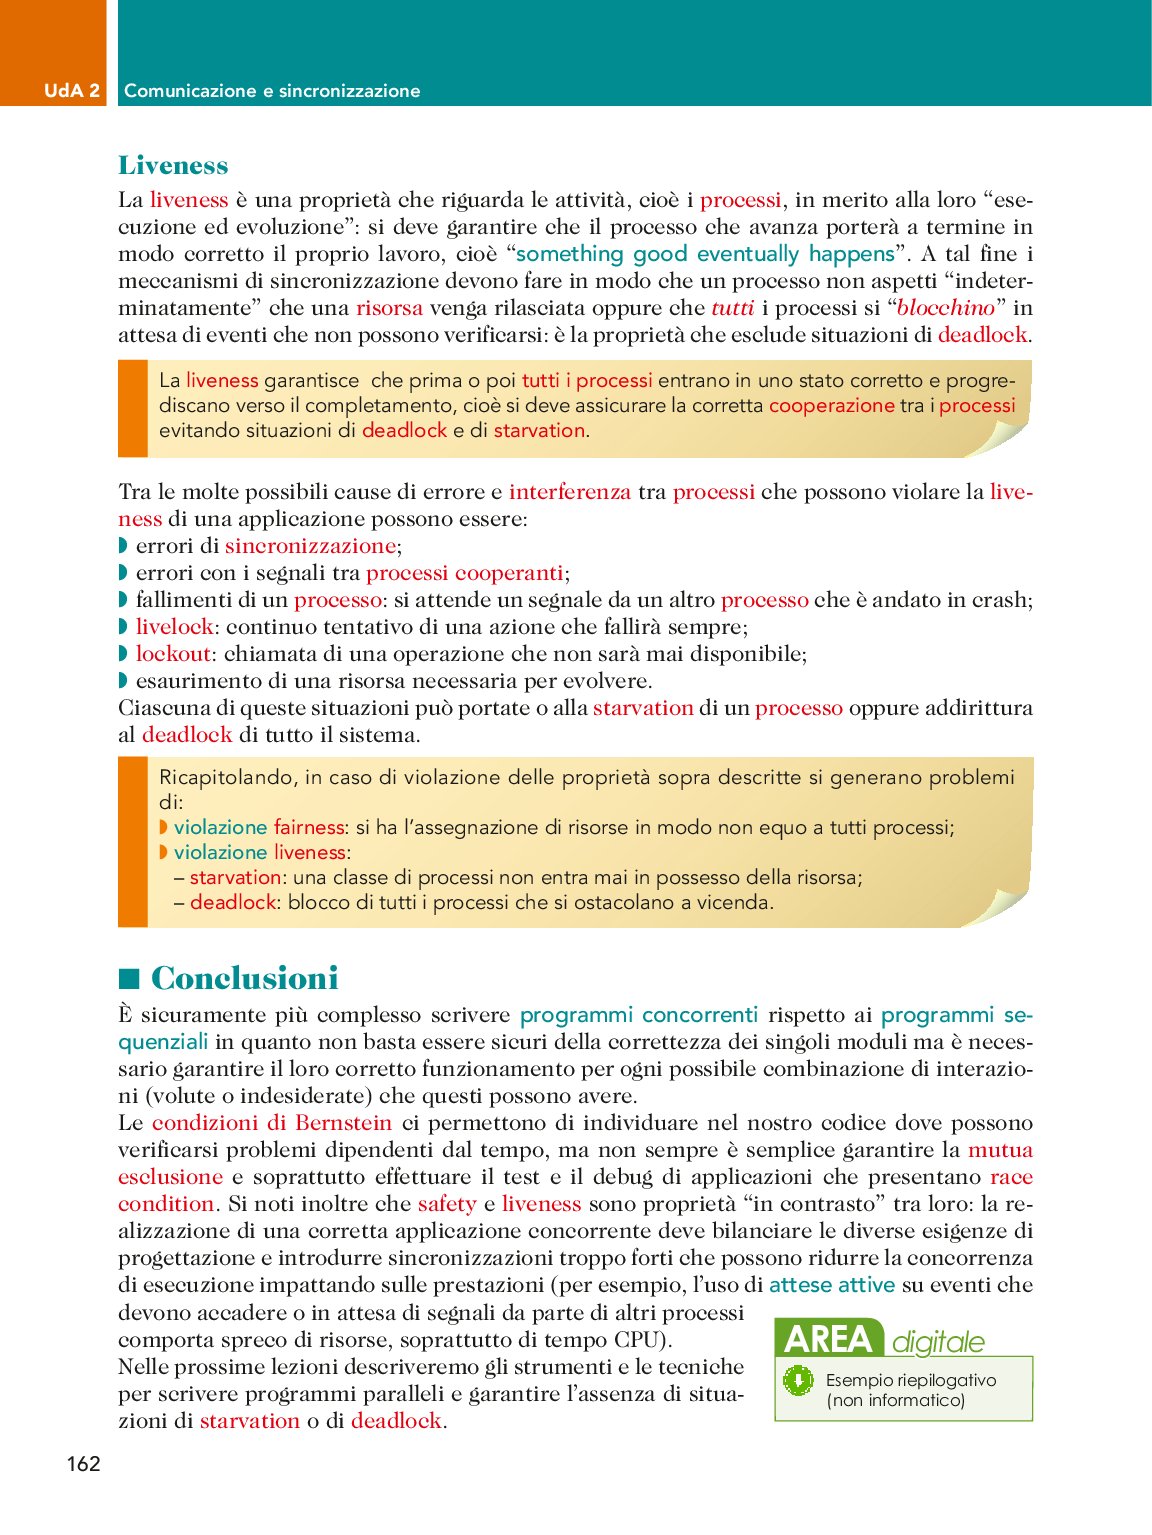 UdA 2 Comunicazione e sincronizzazione
Liveness
La liveness è una proprietà che riguarda le attività, cioè i processi, in merito alla loro “ese-
cuzione ed evoluzione”: si deve garantire che il processo che avanza porterà a termine in
modo corretto il proprio lavoro, cioè “something good eventually happens”. A tal fine i
meccanismi di sincronizzazione devono fare in modo che un processo non aspetti “indeter-
minatamente” che una risorsa venga rilasciata oppure che tutti i processi si “blocchino” in
attesa di eventi che non possono verificarsi: è la proprietà che esclude situazioni di deadlock.
La liveness garantisce che prima o poi tutti i processi entrano in uno stato corretto e progre-
discano verso il completamento, cioè si deve assicurare la corretta cooperazione tra i processi
evitando situazioni di deadlock e di starvation.
Tra le molte possibili cause di errore e interferenza tra processi che possono violare la live-
ness di una applicazione possono essere:
◗ errori di sincronizzazione;
◗ errori con i segnali tra processi cooperanti;
◗ fallimenti di un processo: si attende un segnale da un altro processo che è andato in crash;
◗ livelock: continuo tentativo di una azione che fallirà sempre;
◗ lockout: chiamata di una operazione che non sarà mai disponibile;
◗ esaurimento di una risorsa necessaria per evolvere.
Ciascuna di queste situazioni può portate o alla starvation di un processo oppure addirittura
al deadlock di tutto il sistema.
Ricapitolando, in caso di violazione delle proprietà sopra descritte si generano problemi
di:
◗ violazione fairness: si ha l’assegnazione di risorse in modo non equo a tutti processi;
◗ violazione liveness:
– starvation: una classe di processi non entra mai in possesso della risorsa;
– deadlock: blocco di tutti i processi che si ostacolano a vicenda.
■ Conclusioni
È sicuramente più complesso scrivere programmi concorrenti rispetto ai programmi se-
quenziali in quanto non basta essere sicuri della correttezza dei singoli moduli ma è neces-
sario garantire il loro corretto funzionamento per ogni possibile combinazione di interazio-
ni (volute o indesiderate) che questi possono avere.
Le condizioni di Bernstein ci permettono di individuare nel nostro codice dove possono
verificarsi problemi dipendenti dal tempo, ma non sempre è semplice garantire la mutua
esclusione e soprattutto effettuare il test e il debug di applicazioni che presentano race
condition. Si noti inoltre che safety e liveness sono proprietà “in contrasto” tra loro: la re-
alizzazione di una corretta applicazione concorrente deve bilanciare le diverse esigenze di
progettazione e introdurre sincronizzazioni troppo forti che possono ridurre la concorrenza
di esecuzione impattando sulle prestazioni (per esempio, l’uso di attese attive su eventi che
devono accadere o in attesa di segnali da parte di altri processi
comporta spreco di risorse, soprattutto di tempo CPU).
Nelle prossime lezioni descriveremo gli strumenti e le tecniche
per scrivere programmi paralleli e garantire l’assenza di situa-
zioni di starvation o di deadlock.
AREA digitale
Esempio riepilogativo
(non informatico)
162